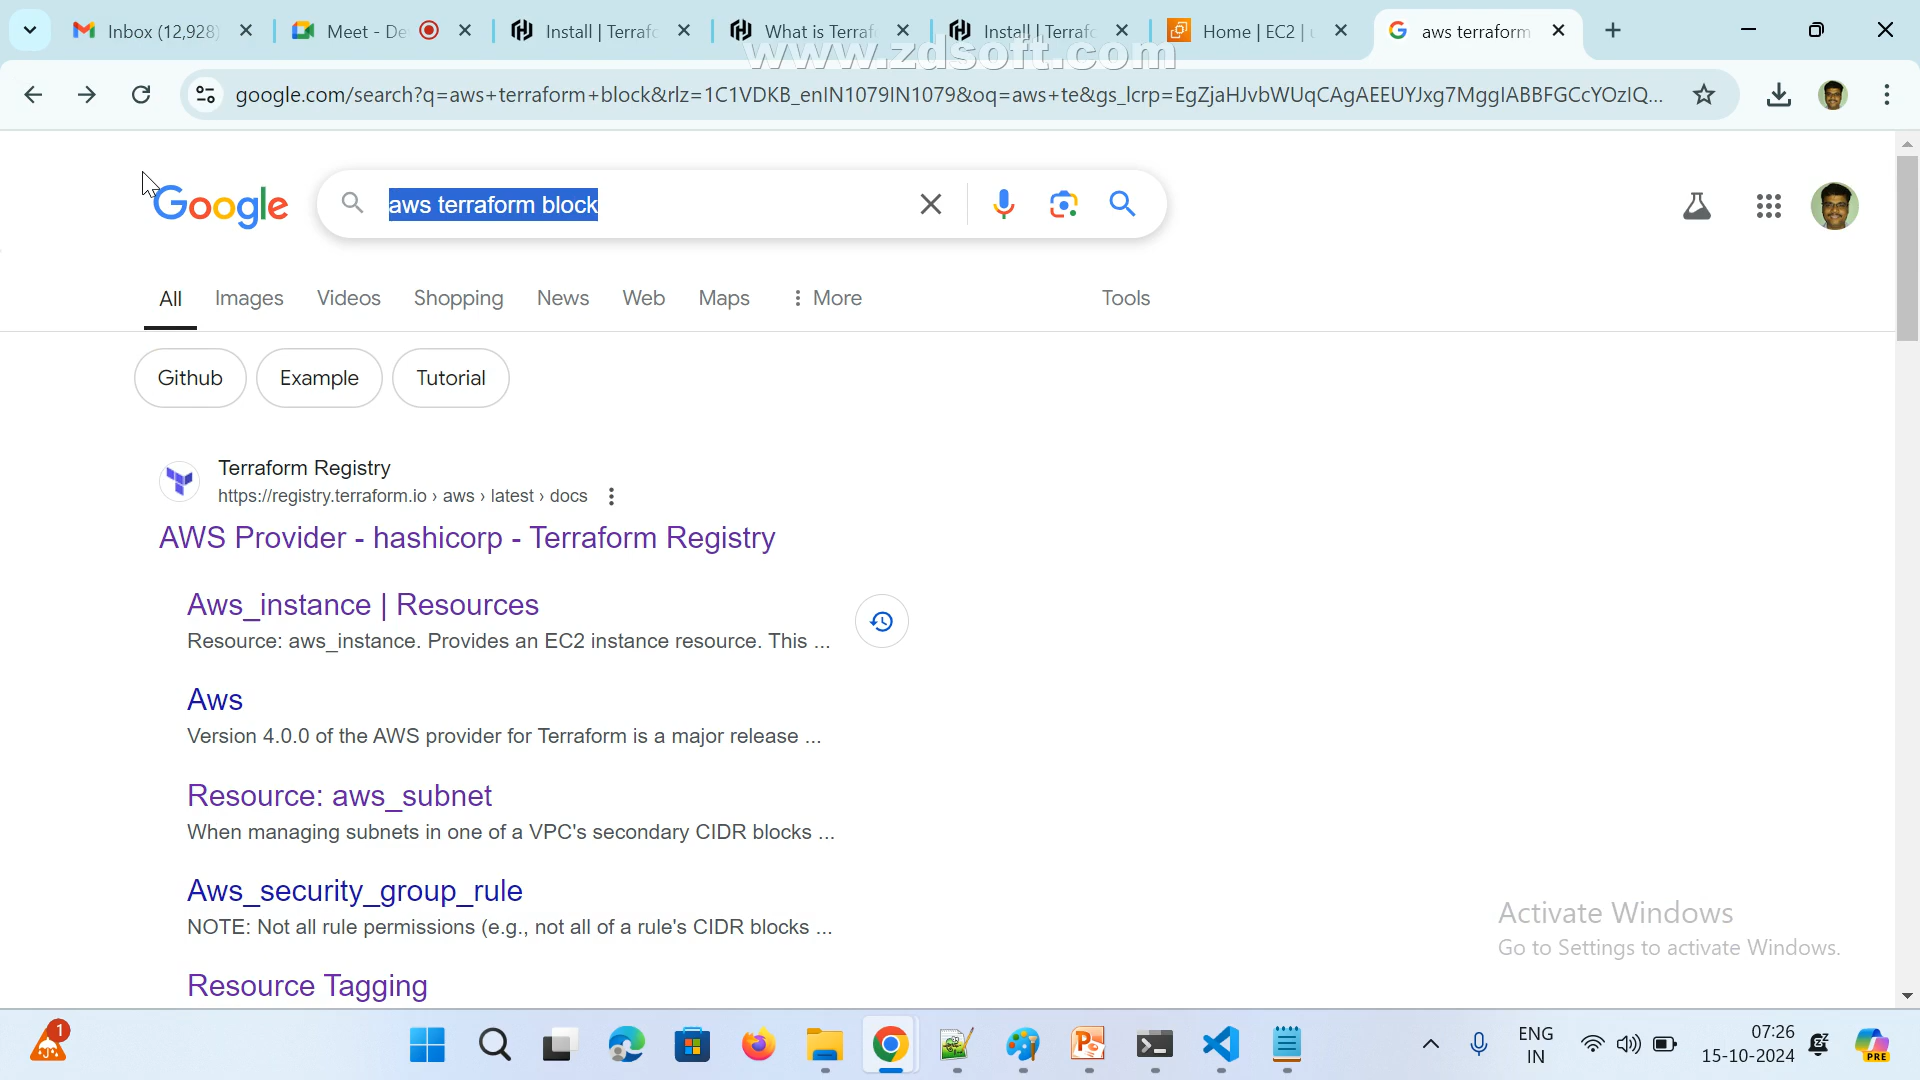 Inbox (12,928)
Meet - De
Install | Terrafo
What is Terraf
Install | Terrafo
Home | EC2 |
aws terraform
www.zdsoft.com
google.com/search?q=aws+terraform+block&rlz=1C1VDKB_enIN1079IN1079&oq=aws+te&gs_lcrp=EgZjaHJvbWUqCAgAEEUYJxg7MggIABBFGCcYOzIQ...
Google
aws terraform block
All
Images
Videos
Shopping
News
Web
Maps
More
Tools
Github
Example
Tutorial
Terraform Registry
https://registry.terraform.io › aws › latest › docs
AWS Provider - hashicorp - Terraform Registry
Aws_instance | Resources
Resource: aws_instance. Provides an EC2 instance resource. This ...
Aws
Version 4.0.0 of the AWS provider for Terraform is a major release ...
Resource: aws_subnet
When managing subnets in one of a VPC's secondary CIDR blocks ...
Aws_security_group_rule
NOTE: Not all rule permissions (e.g., not all of a rule's CIDR blocks ...
Resource Tagging
Activate Windows
Go to Settings to activate Windows.
1
ENG
IN
07:26
15-10-2024
PRE